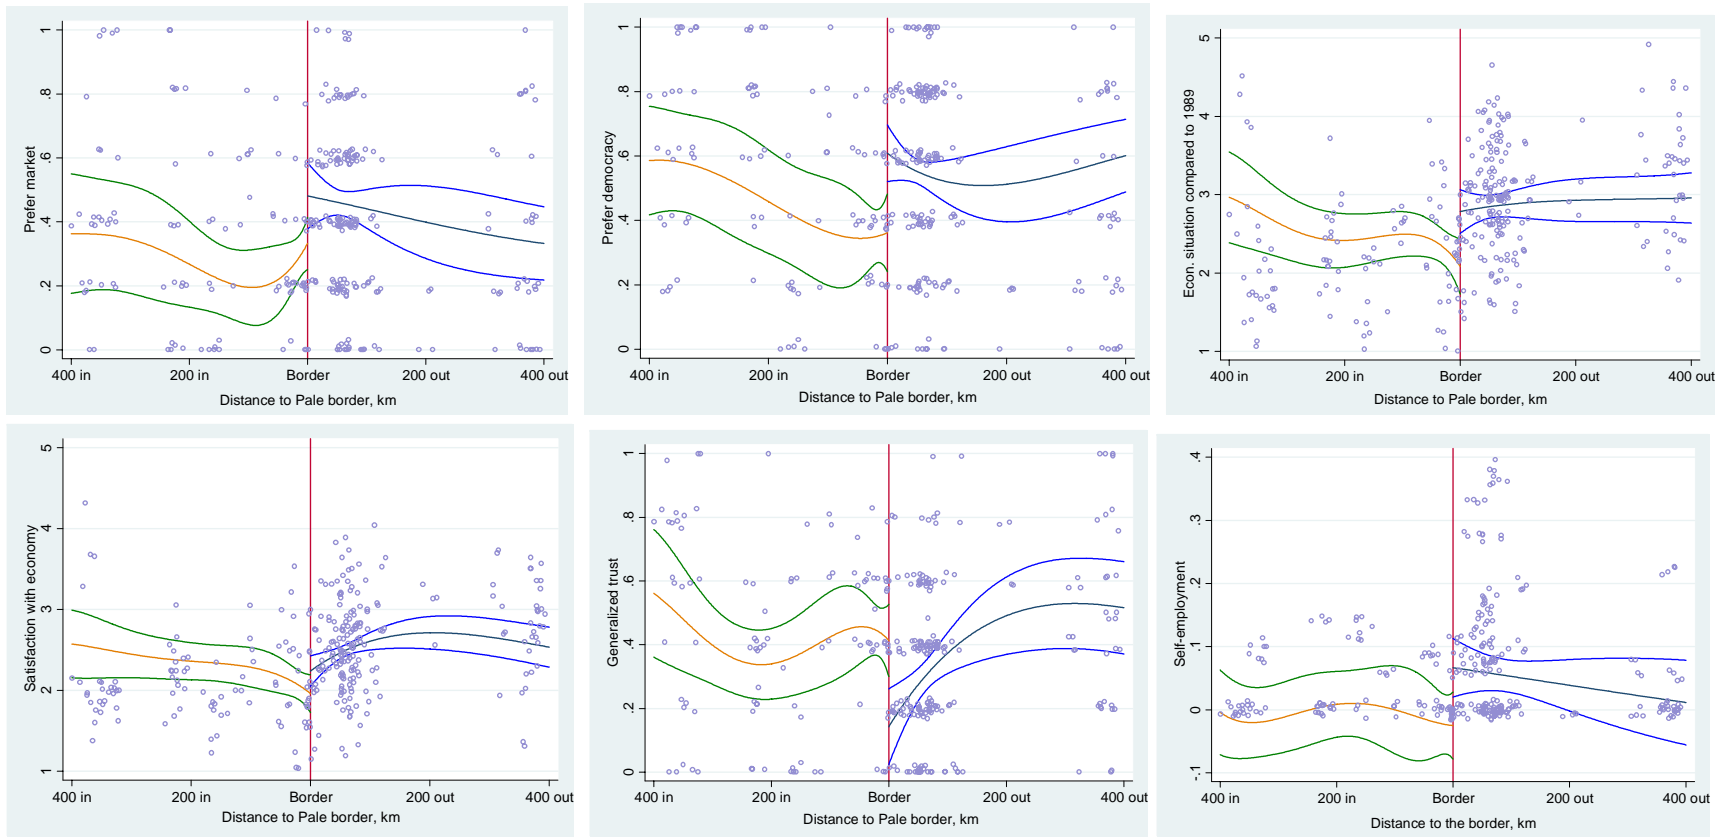 Prefer market
1
.8
.6
.4
.2
0
400 in 200 in Border 200 out 400 out
Distance to Pale border, km
Prefer democracy
1
.8
.6
.4
.2
0
400 in 200 in Border 200 out 400 out
Distance to Pale border, km
Econ. situation compared to 1989
5
4
3
2
1
400 in 200 in Border 200 out 400 out
Distance to Pale border, km
Satisfaction with economy
5
4
3
2
1
400 in 200 in Border 200 out 400 out
Distance to Pale border, km
Generalized trust
1
.8
.6
.4
.2
0
400 in 200 in Border 200 out 400 out
Distance to Pale border, km
Self-employment
.4
.3
.2
.1
0
-.1
400 in 200 in Border 200 out 400 out
Distance to the border, km